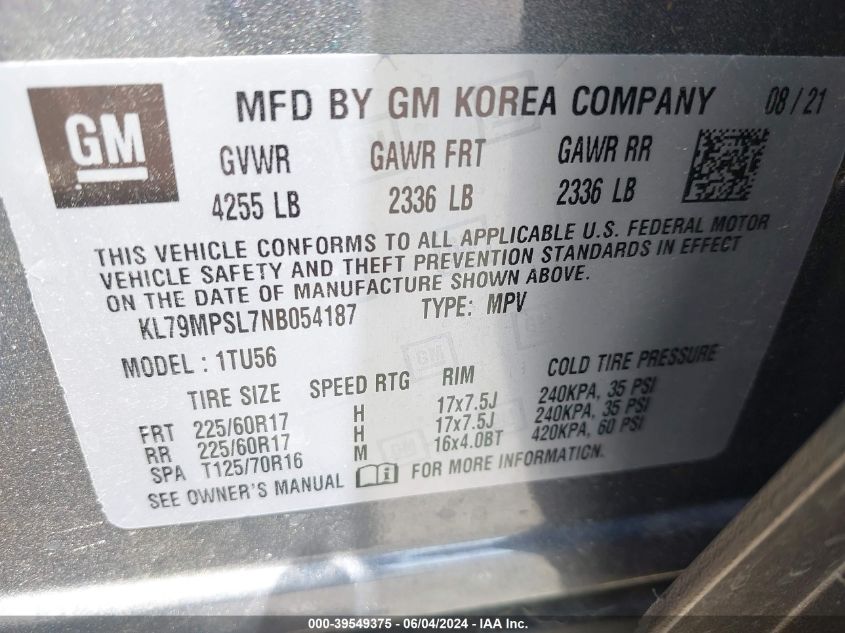 GM
MFD BY GM KOREA COMPANY 08/21
GVWR GAWR FRT GAWR RR
4255 LB 2336 LB 2336 LB
THIS VEHICLE CONFORMS TO ALL APPLICABLE U.S. FEDERAL MOTOR
VEHICLE SAFETY AND THEFT PREVENTION STANDARDS IN EFFECT
ON THE DATE OF MANUFACTURE SHOWN ABOVE.
KL79MPSL7NB054187 TYPE: MPV
MODEL : 1TU56
TIRE SIZE SPEED RTG RIM COLD TIRE PRESSURE
FRT 225/60R17 H 17x7.5J 240KPA, 35 PSI
RR 225/60R17 H 17x7.5J 240KPA, 35 PSI
SPA T125/70R16 M 16x4.0BT 420KPA, 60 PSI
SEE OWNER'S MANUAL FOR MORE INFORMATION.
000-39549375 - 06/04/2024 - IAA Inc.